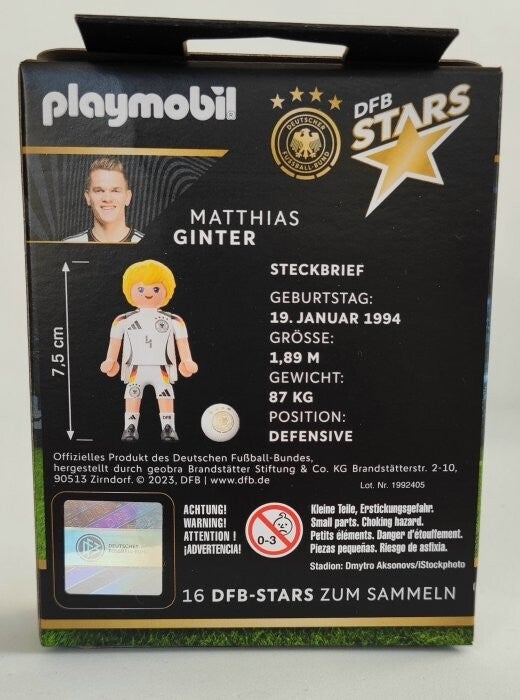 playmobil
DFB
STARS
DEUTSCHER
FUSSBALL-BUND
MATTHIAS
GINTER
7,5 cm
4
DFB
STECKBRIEF
GEBURTSTAG:
19. JANUAR 1994
GRÖSSE:
1,89 M
GEWICHT:
87 KG
POSITION:
DEFENSIVE
Offizielles Produkt des Deutschen Fußball-Bundes,
hergestellt durch geobra Brandstätter Stiftung & Co. KG Brandstätterstr. 2-10,
90513 Zirndorf. © 2023, DFB | www.dfb.de
Lot. Nr. 1992405
DEUTSCHER
FUSSBALL-BUND
ACHTUNG!
WARNING!
ATTENTION !
¡ADVERTENCIA!
0-3
Kleine Teile, Erstickungsgefahr.
Small parts. Choking hazard.
Petits éléments. Danger d'étouffement.
Piezas pequeñas. Riesgo de asfixia.
Stadion: Dmytro Aksonovs/iStockphoto
16 DFB-STARS ZUM SAMMELN